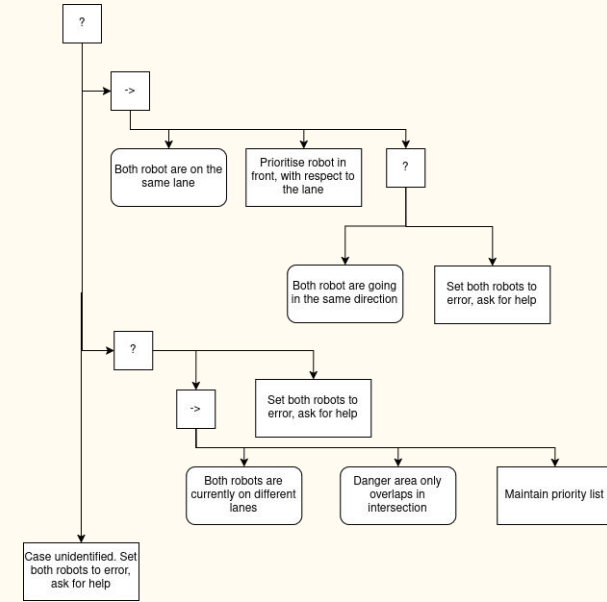 ?
->
Both robot are on the
same lane
Prioritise robot in
front, with respect to
the lane
?
Both robot are going
in the same direction
Set both robots to
error, ask for help
?
->
Set both robots to
error, ask for help
Both robots are
currently on different
lanes
Danger area only
overlaps in
intersection
Maintain priority list
Case unidentified. Set
both robots to error,
ask for help